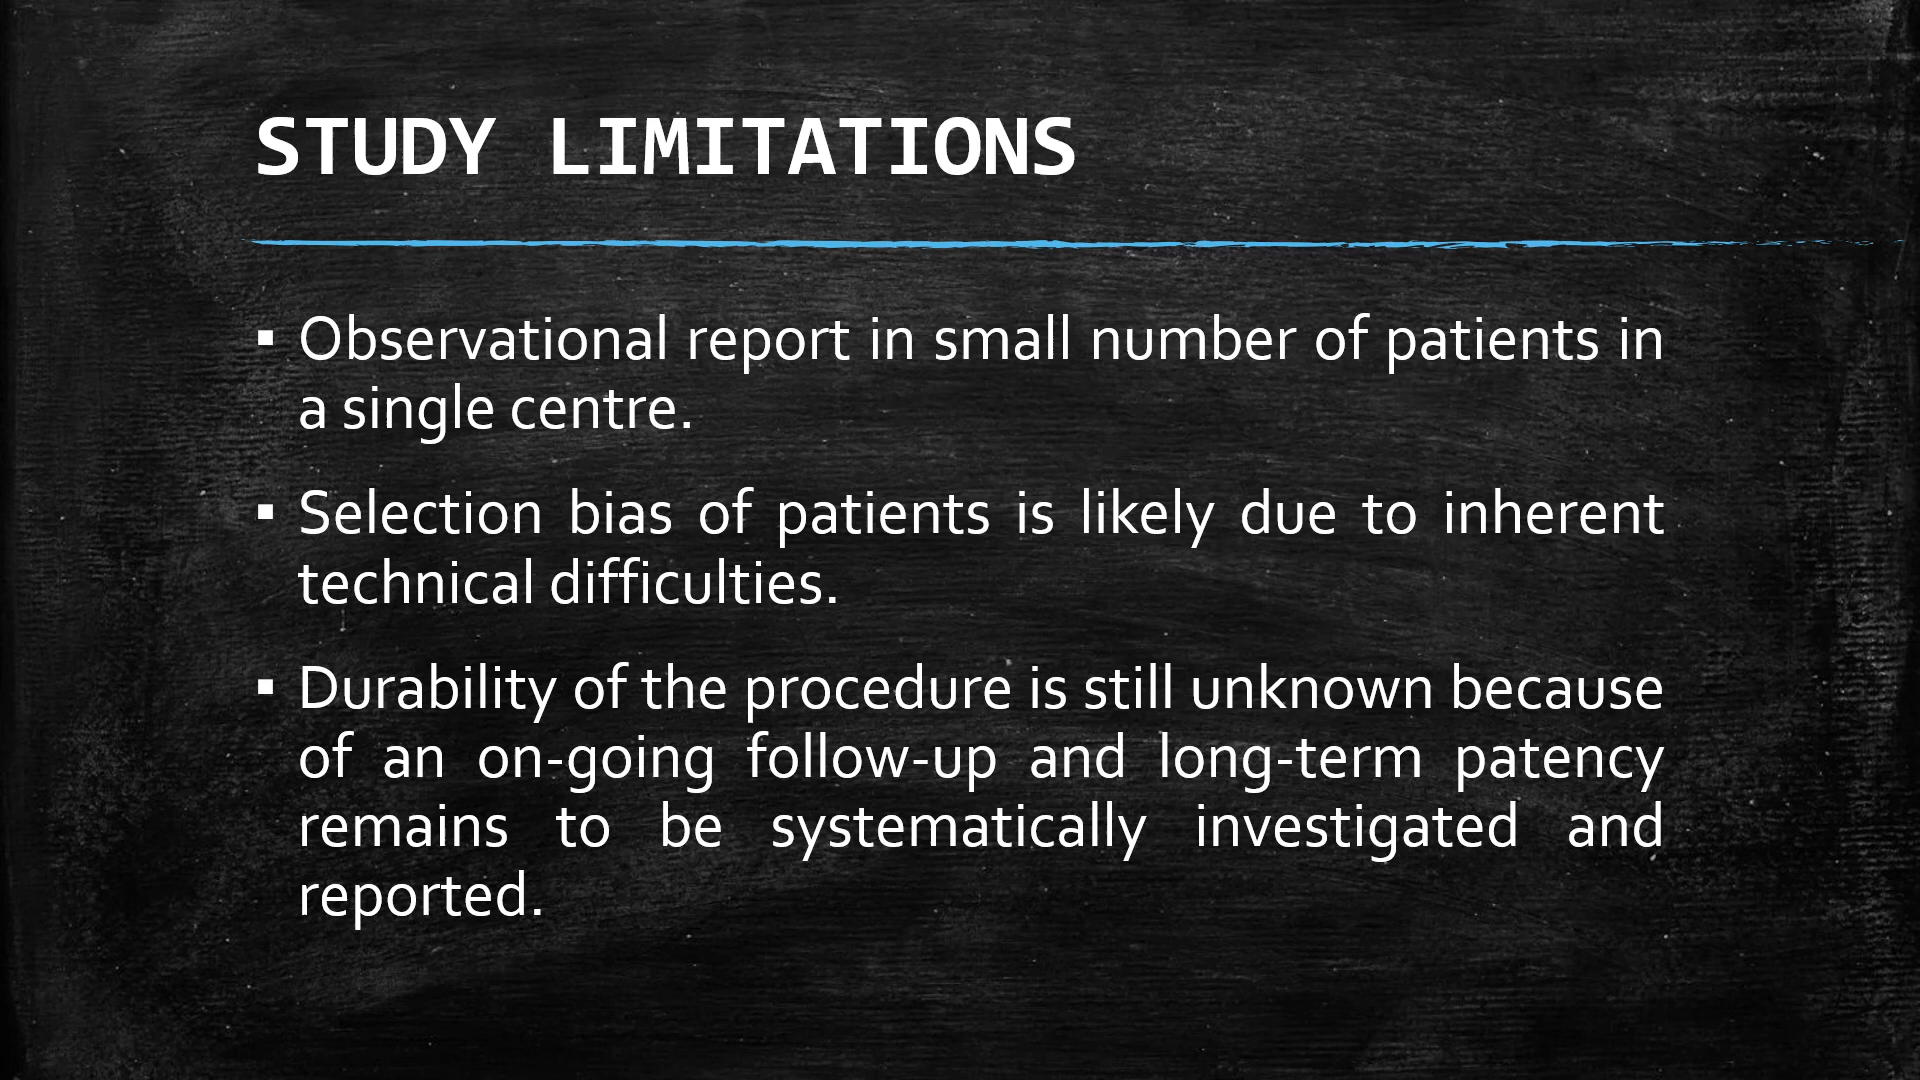 STUDY LIMITATIONS
▪ Observational report in small number of patients in
a single centre.
▪ Selection bias of patients is likely due to inherent
technical difficulties.
▪ Durability of the procedure is still unknown because
of an on-going follow-up and long-term patency
remains to be systematically investigated and
reported.